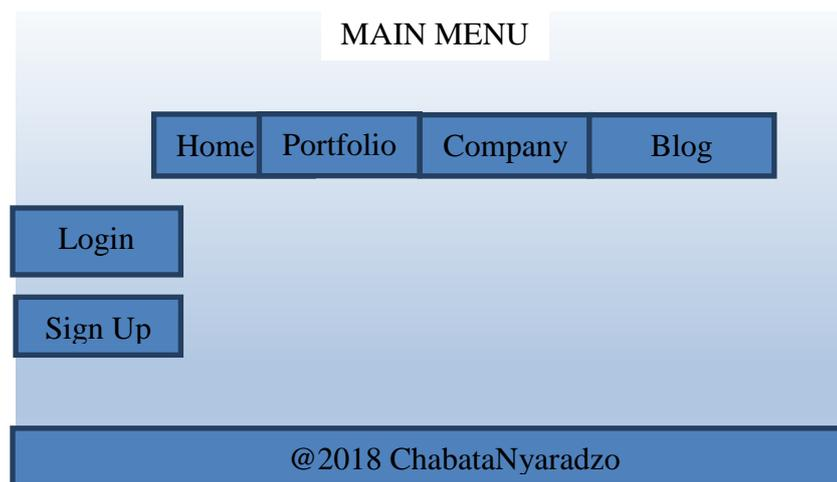 MAIN MENU
Home Portfolio Company Blog
Login
Sign Up
@2018 ChabataNyaradzo